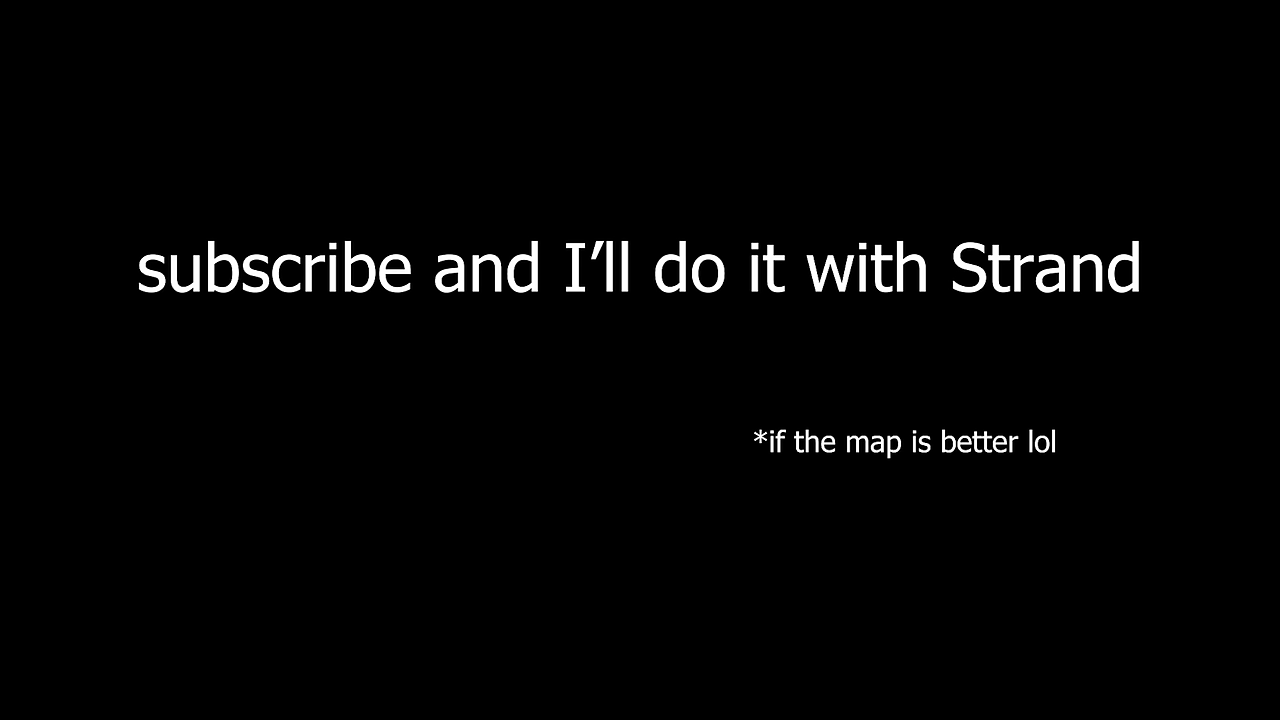 subscribe and I’ll do it with Strand
*if the map is better lol